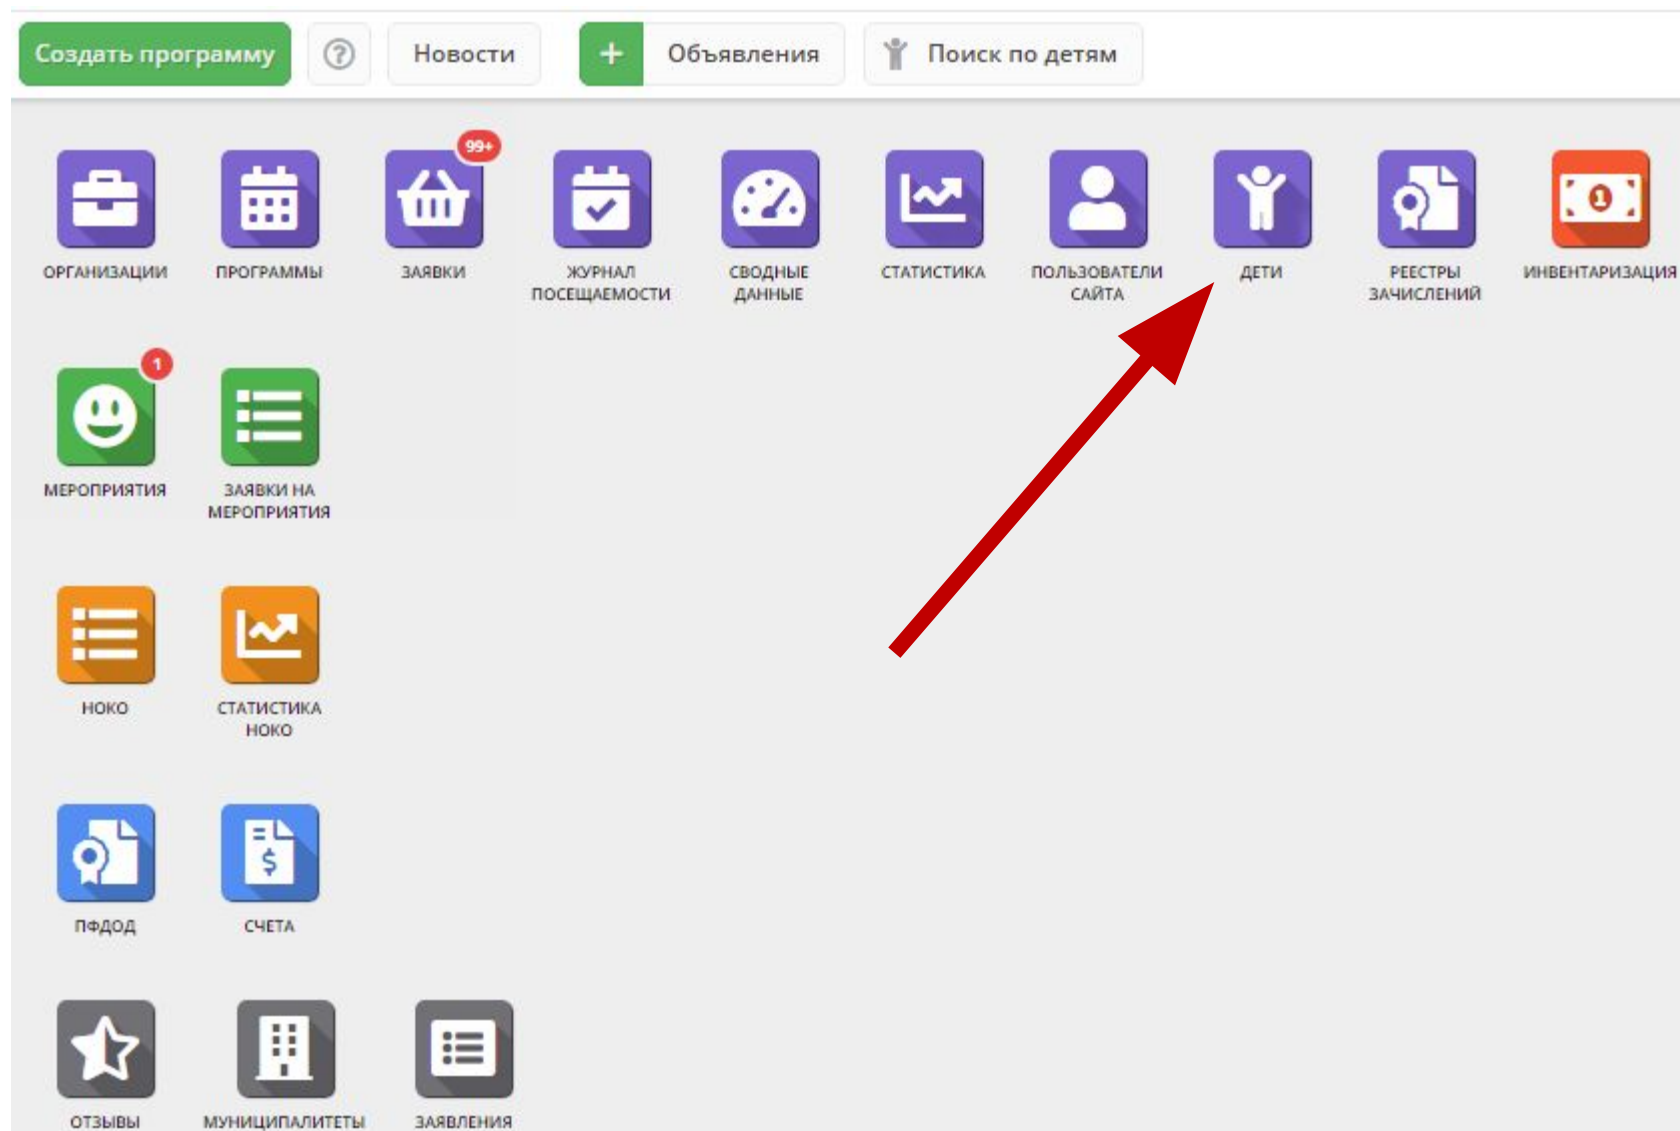 Создать программу
?
Новости
+ Объявления
Поиск по детям
99+
ОРГАНИЗАЦИИ
ПРОГРАММЫ
ЗАЯВКИ
ЖУРНАЛ
ПОСЕЩАЕМОСТИ
СВОДНЫЕ
ДАННЫЕ
СТАТИСТИКА
ПОЛЬЗОВАТЕЛИ
САЙТА
ДЕТИ
РЕЕСТРЫ
ЗАЧИСЛЕНИЙ
1
ИНВЕНТАРИЗАЦИЯ
1
МЕРОПРИЯТИЯ
ЗАЯВКИ НА
МЕРОПРИЯТИЯ
НОКО
СТАТИСТИКА
НОКО
ПФДОД
$
СЧЕТА
ОТЗЫВЫ
МУНИЦИПАЛИТЕТЫ
ЗАЯВЛЕНИЯ